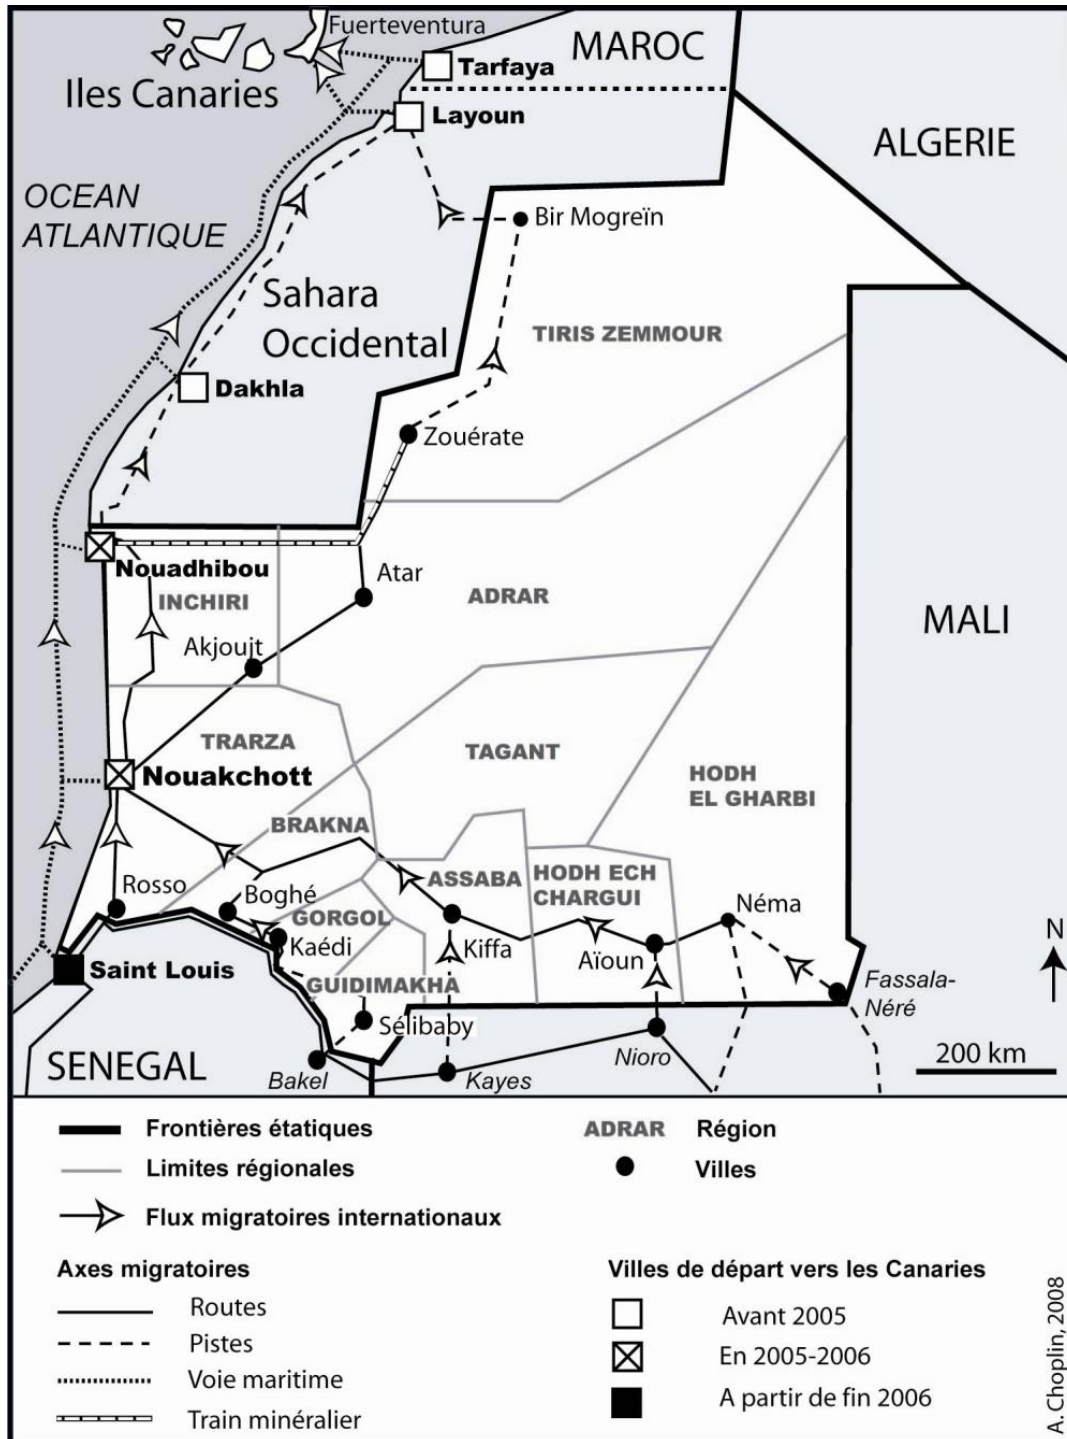 Fuerteventura
MAROC
Tarfaya
Iles Canaries
Layoun
ALGERIE
OCEAN
ATLANTIQUE
Bir Mogreïn
Sahara
Occidental
TIRIS ZEMMOUR
Dakhla
Zouérate
Nouadhibou
Atar
INCHIRI
ADRAR
MALI
Akjoujt
TRARZA
TAGANT
Nouakchott
HODH
EL GHARBI
BRAKNA
ASSABA
HODH ECH
CHARGUI
Rosso
Boghé
GORGOL
Néma
Kaédi
Kiffa
Aïoun
N
Saint Louis
GUIDIMAKHA
Fassala-
Néré
Sélibaby
SENEGAL
Bakel
Kayes
Nioro
200 km
Frontières étatiques
Limites régionales
Flux migratoires internationaux
ADRAR Région
Villes
Axes migratoires
Routes
Pistes
Voie maritime
Train minéralier
Villes de départ vers les Canaries
Avant 2005
En 2005-2006
A partir de fin 2006
A. Choplin, 2008